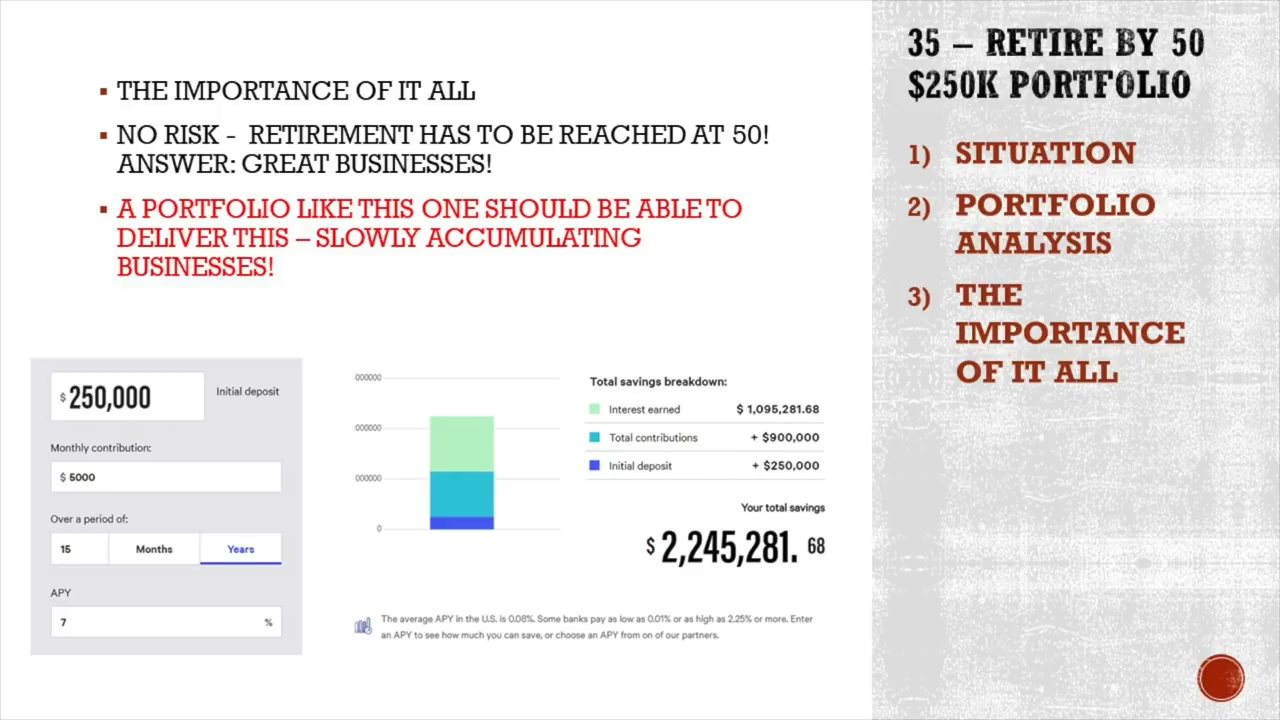 THE IMPORTANCE OF IT ALL
NO RISK - RETIREMENT HAS TO BE REACHED AT 50!
ANSWER: GREAT BUSINESSES!
A PORTFOLIO LIKE THIS ONE SHOULD BE ABLE TO
DELIVER THIS – SLOWLY ACCUMULATING
BUSINESSES!
$ 250,000 Initial deposit
Monthly contribution:
$ 5000
Over a period of:
15 Months Years
APY
7 %
000000
000000
000000
0
Total savings breakdown:
Interest earned $ 1,095,281.68
Total contributions + $900,000
Initial deposit + $250,000
Your total savings
$ 2,245,281. 68
The average APY in the U.S. is 0.08%. Some banks pay as low as 0.01% or as high as 2.25% or more. Enter
an APY to see how much you can save, or choose an APY from on of our partners.
35 – RETIRE BY 50
$250K PORTFOLIO
1) SITUATION
2) PORTFOLIO
ANALYSIS
3) THE
IMPORTANCE
OF IT ALL